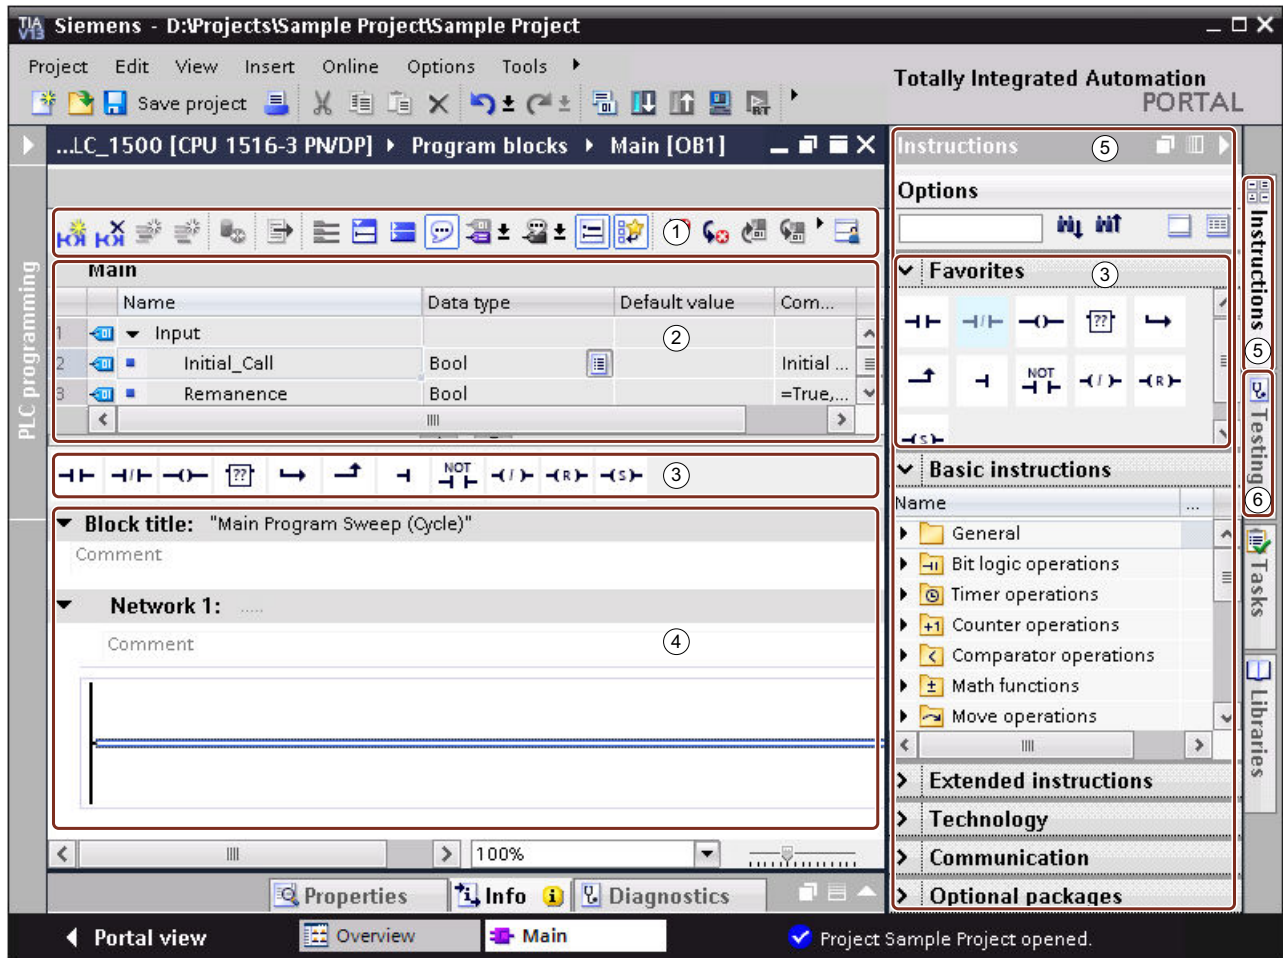 TIA V13 Siemens - D:\Projects\Sample Project\Sample Project
Project Edit View Insert Online Options Tools
Save project
Totally Integrated Automation
PORTAL
...LC_1500 [CPU 1516-3 PN/DP] Program blocks Main [OB1]
PLC programming
1
Main
Name Data type Default value Com...
1 Input
2 Initial_Call Bool Initial ...
3 Remanence Bool =True,...
2
?? NOT / R S
3
Block title: "Main Program Sweep (Cycle)"
Comment
Network 1: .....
Comment
4
100%
Properties Info Diagnostics
Instructions 5
Options
Favorites 3
??
NOT / R
S
Basic instructions
Name ...
General
Bit logic operations
Timer operations
+1 Counter operations
Comparator operations
± Math functions
Move operations
Extended instructions
Technology
Communication
Optional packages
Instructions
5
Testing
6
Tasks
Libraries
Portal view Overview Main Project Sample Project opened.